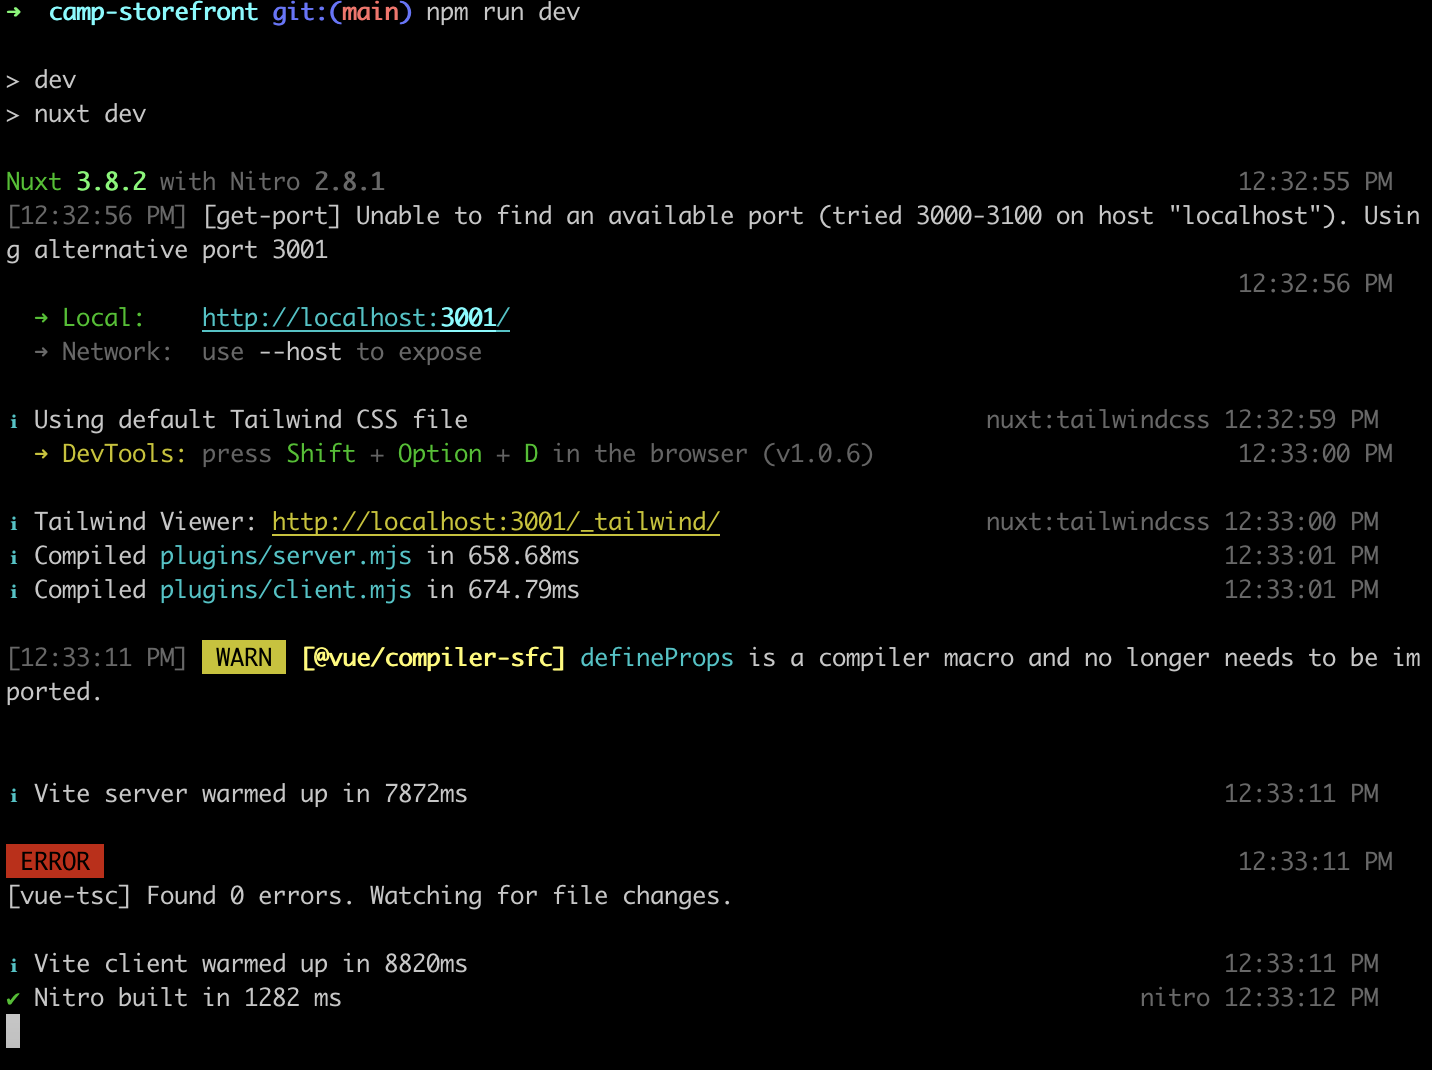 ➜  camp-storefront git:(main) npm run dev
> dev
> nuxt dev
Nuxt 3.8.2 with Nitro 2.8.1 12:32:55 PM
[12:32:56 PM] [get-port] Unable to find an available port (tried 3000-3100 on host "localhost"). Usin
g alternative port 3001
12:32:56 PM
➜ Local:    http://localhost:3001/
➜ Network:  use --host to expose
ℹ Using default Tailwind CSS file nuxt:tailwindcss 12:32:59 PM
➜ DevTools: press Shift + Option + D in the browser (v1.0.6) 12:33:00 PM
ℹ Tailwind Viewer: http://localhost:3001/_tailwind/ nuxt:tailwindcss 12:33:00 PM
ℹ Compiled plugins/server.mjs in 658.68ms 12:33:01 PM
ℹ Compiled plugins/client.mjs in 674.79ms 12:33:01 PM
[12:33:11 PM] WARN [@vue/compiler-sfc] defineProps is a compiler macro and no longer needs to be im
ported.
ℹ Vite server warmed up in 7872ms 12:33:11 PM
ERROR 12:33:11 PM
[vue-tsc] Found 0 errors. Watching for file changes.
ℹ Vite client warmed up in 8820ms 12:33:11 PM
✔ Nitro built in 1282 ms nitro 12:33:12 PM